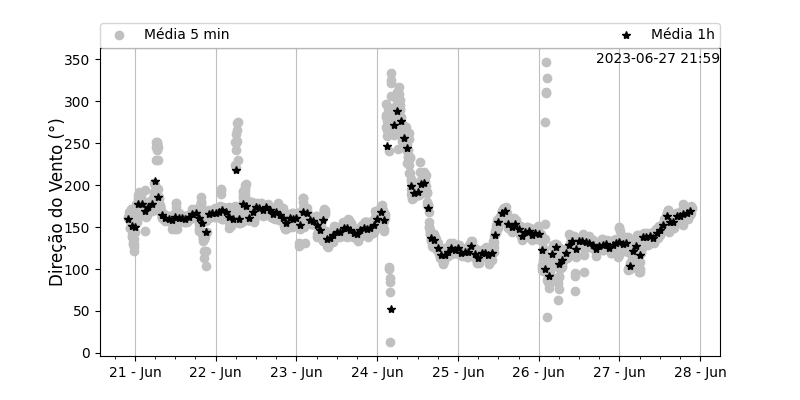 Média 5 min
Média 1h
2023-06-27 21:59
Direção do Vento (°)
350
300
250
200
150
100
50
0
21 - Jun
22 - Jun
23 - Jun
24 - Jun
25 - Jun
26 - Jun
27 - Jun
28 - Jun